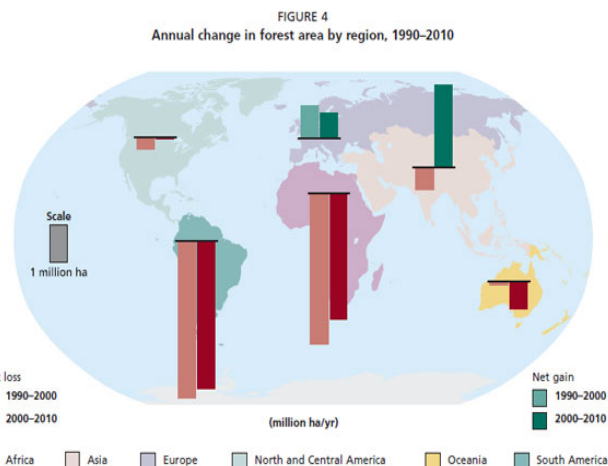 FIGURE 4
Annual change in forest area by region, 1990–2010
Scale
1 million ha
loss
1990–2000
2000–2010
(million ha/yr)
Net gain
1990–2000
2000–2010
Africa Asia Europe North and Central America Oceania South America